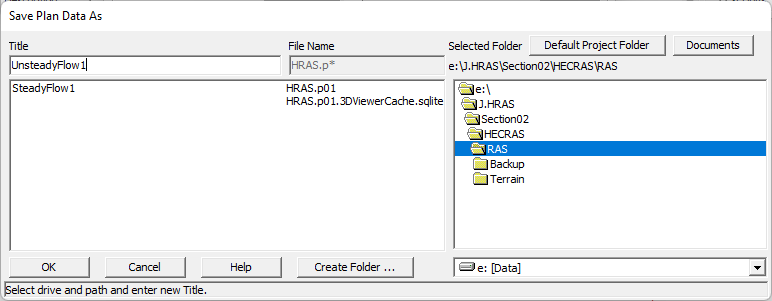 Save Plan Data As
Title
File Name
Selected Folder
Default Project Folder
Documents
UnsteadyFlow1
HRAS.p*
e:\J.HRAS\Section02\HECRAS\RAS
SteadyFlow1
HRAS.p01
HRAS.p01.3DViewerCache.sqlite
e:\
J.HRAS
Section02
HECRAS
RAS
Backup
Terrain
OK
Cancel
Help
Create Folder ...
e: [Data]
Select drive and path and enter new Title.